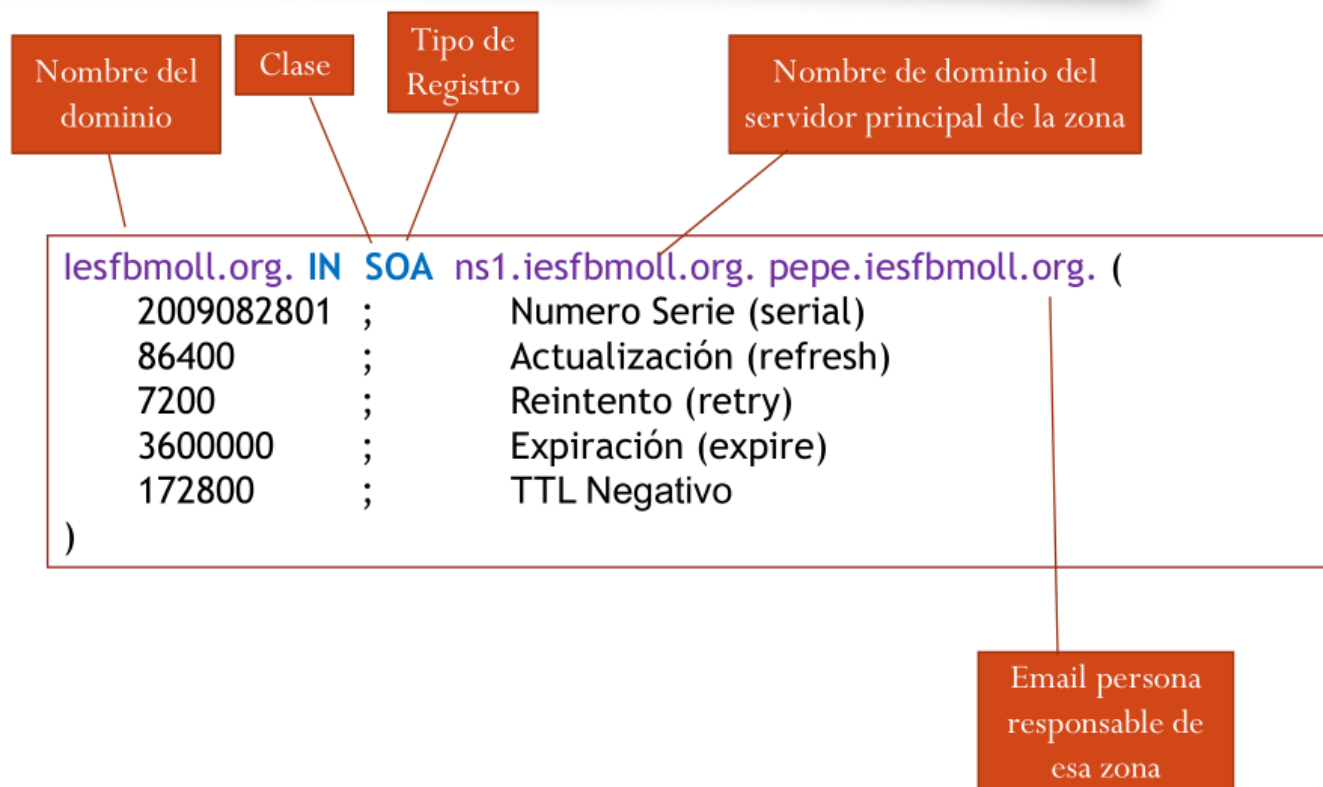 Nombre del
dominio
Clase
Tipo de
Registro
Nombre de dominio del
servidor principal de la zona
Iesfbmoll.org. IN SOA ns1.iesfbmoll.org. pepe.iesfbmoll.org. (
2009082801 ; Numero Serie (serial)
86400 ; Actualización (refresh)
7200 ; Reintento (retry)
3600000 ; Expiración (expire)
172800 ; TTL Negativo
)
Email persona
responsable de
esa zona